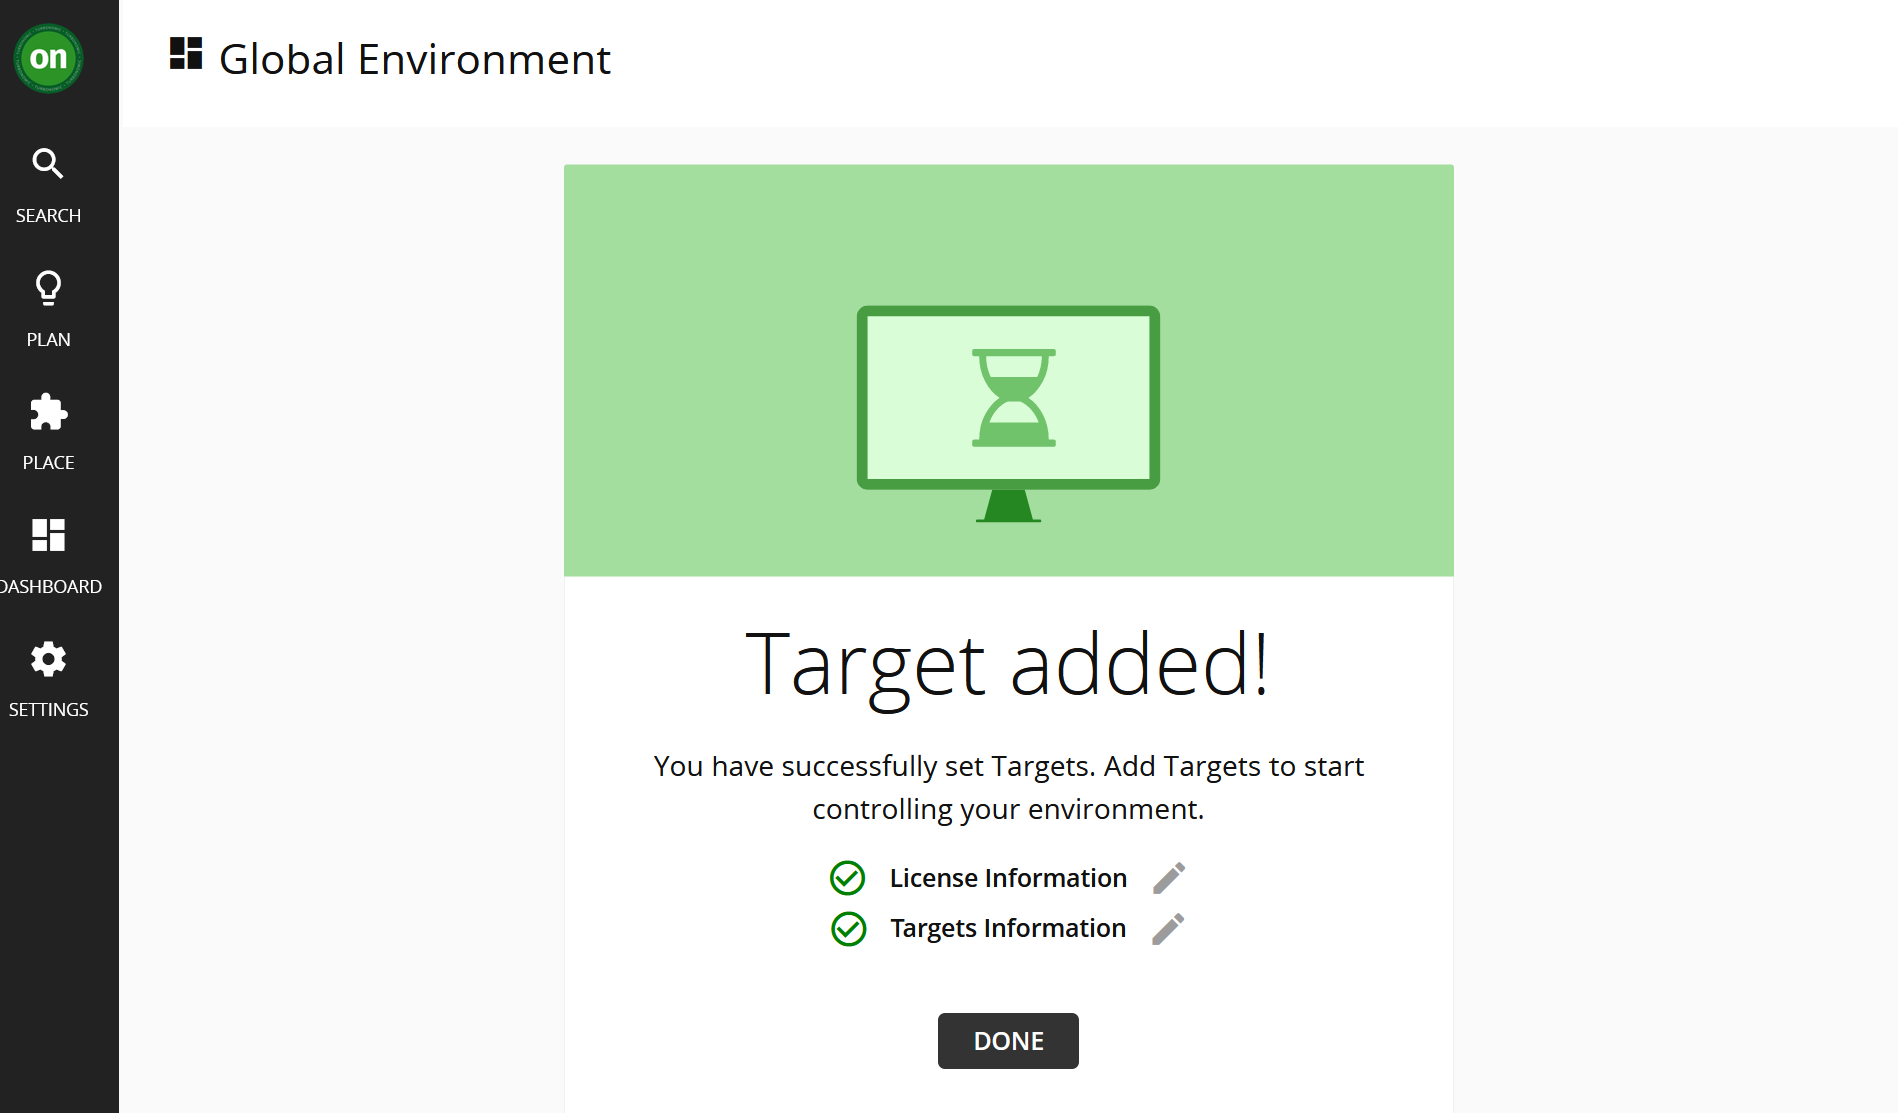 on
Global Environment
SEARCH
PLAN
PLACE
DASHBOARD
SETTINGS
Target added!
You have successfully set Targets. Add Targets to start
controlling your environment.
License Information
Targets Information
DONE